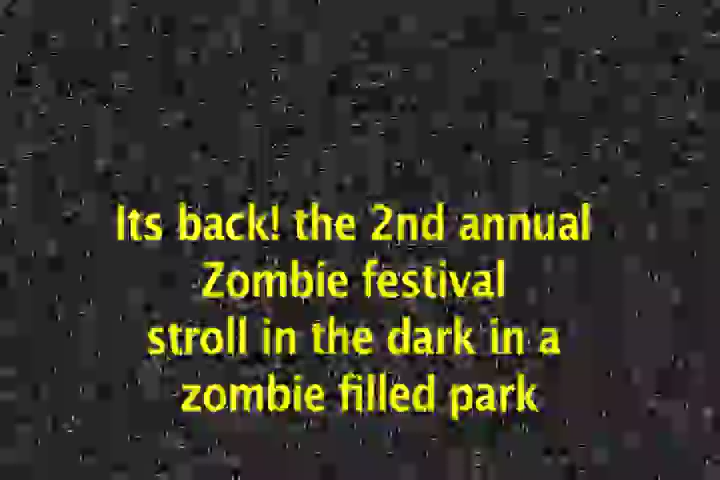 Its back! the 2nd annual
Zombie festival
stroll in the dark in a
zombie filled park